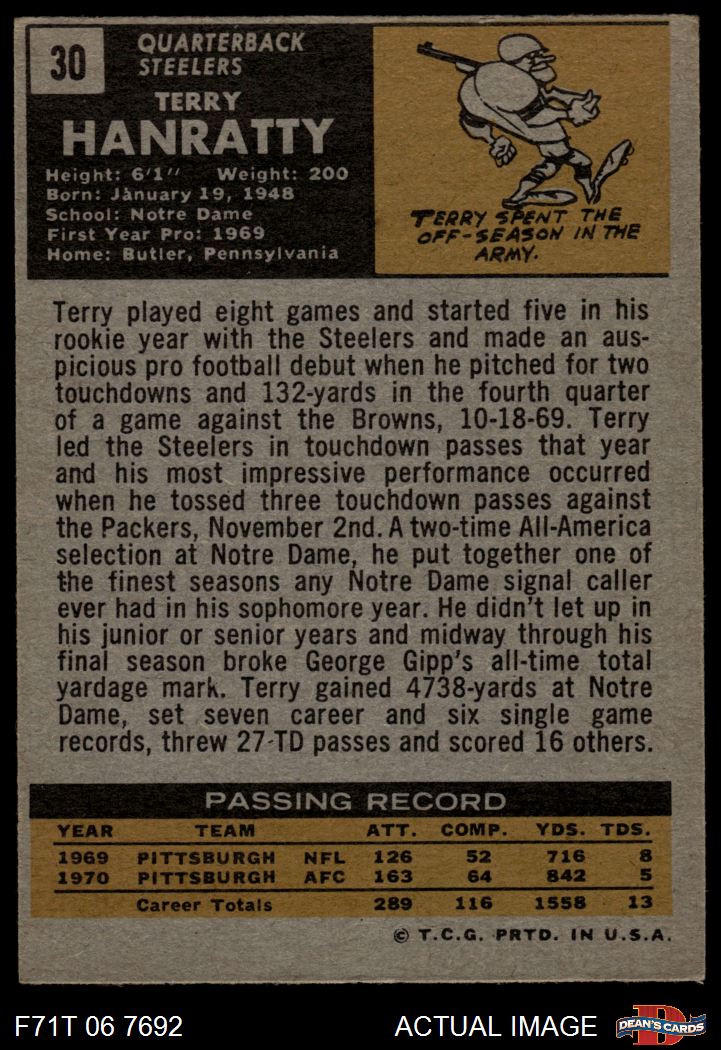 30
QUARTERBACK
STEELERS
TERRY
HANRATTY
Height: 6'1" Weight: 200
Born: January 19, 1948
School: Notre Dame
First Year Pro: 1969
Home: Butler, Pennsylvania
TERRY SPENT THE
OFF-SEASON IN THE
ARMY.
Terry played eight games and started five in his
rookie year with the Steelers and made an aus-
picious pro football debut when he pitched for two
touchdowns and 132-yards in the fourth quarter
of a game against the Browns, 10-18-69. Terry
led the Steelers in touchdown passes that year
and his most impressive performance occurred
when he tossed three touchdown passes against
the Packers, November 2nd. A two-time All-America
selection at Notre Dame, he put together one of
the finest seasons any Notre Dame signal caller
ever had in his sophomore year. He didn't let up in
his junior or senior years and midway through his
final season broke George Gipp's all-time total
yardage mark. Terry gained 4738-yards at Notre
Dame, set seven career and six single game
records, threw 27-TD passes and scored 16 others.
PASSING RECORD
YEAR TEAM ATT. COMP. YDS. TDS.
1969 PITTSBURGH NFL 126 52 716 8
1970 PITTSBURGH AFC 163 64 842 5
Career Totals 289 116 1558 13
© T.C.G. PRTD. IN U.S.A.
F71T 06 7692 ACTUAL IMAGE D DEAN'S CARDS